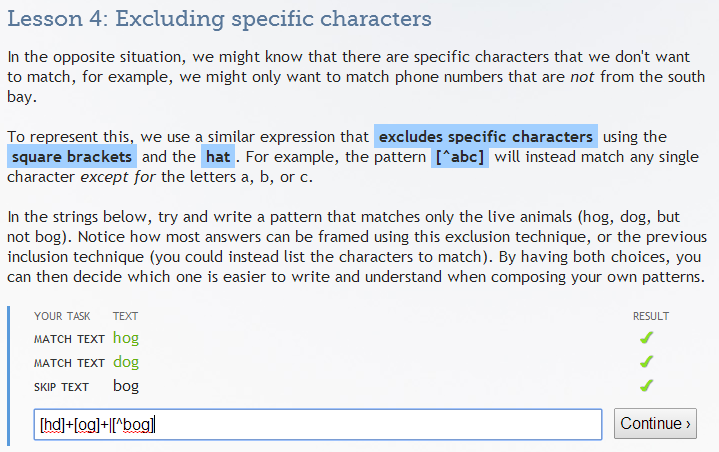 Lesson 4: Excluding specific characters
In the opposite situation, we might know that there are specific characters that we don't want
to match, for example, we might only want to match phone numbers that are not from the south
bay.
To represent this, we use a similar expression that excludes specific characters using the
square brackets and the hat . For example, the pattern [^abc] will instead match any single
character except for the letters a, b, or c.
In the strings below, try and write a pattern that matches only the live animals (hog, dog, but
not bog). Notice how most answers can be framed using this exclusion technique, or the previous
inclusion technique (you could instead list the characters to match). By having both choices, you
can then decide which one is easier to write and understand when composing your own patterns.
YOUR TASK TEXT RESULT
MATCH TEXT hog
MATCH TEXT dog
SKIP TEXT bog
[hd]+[og]+|[^bog] Continue ›